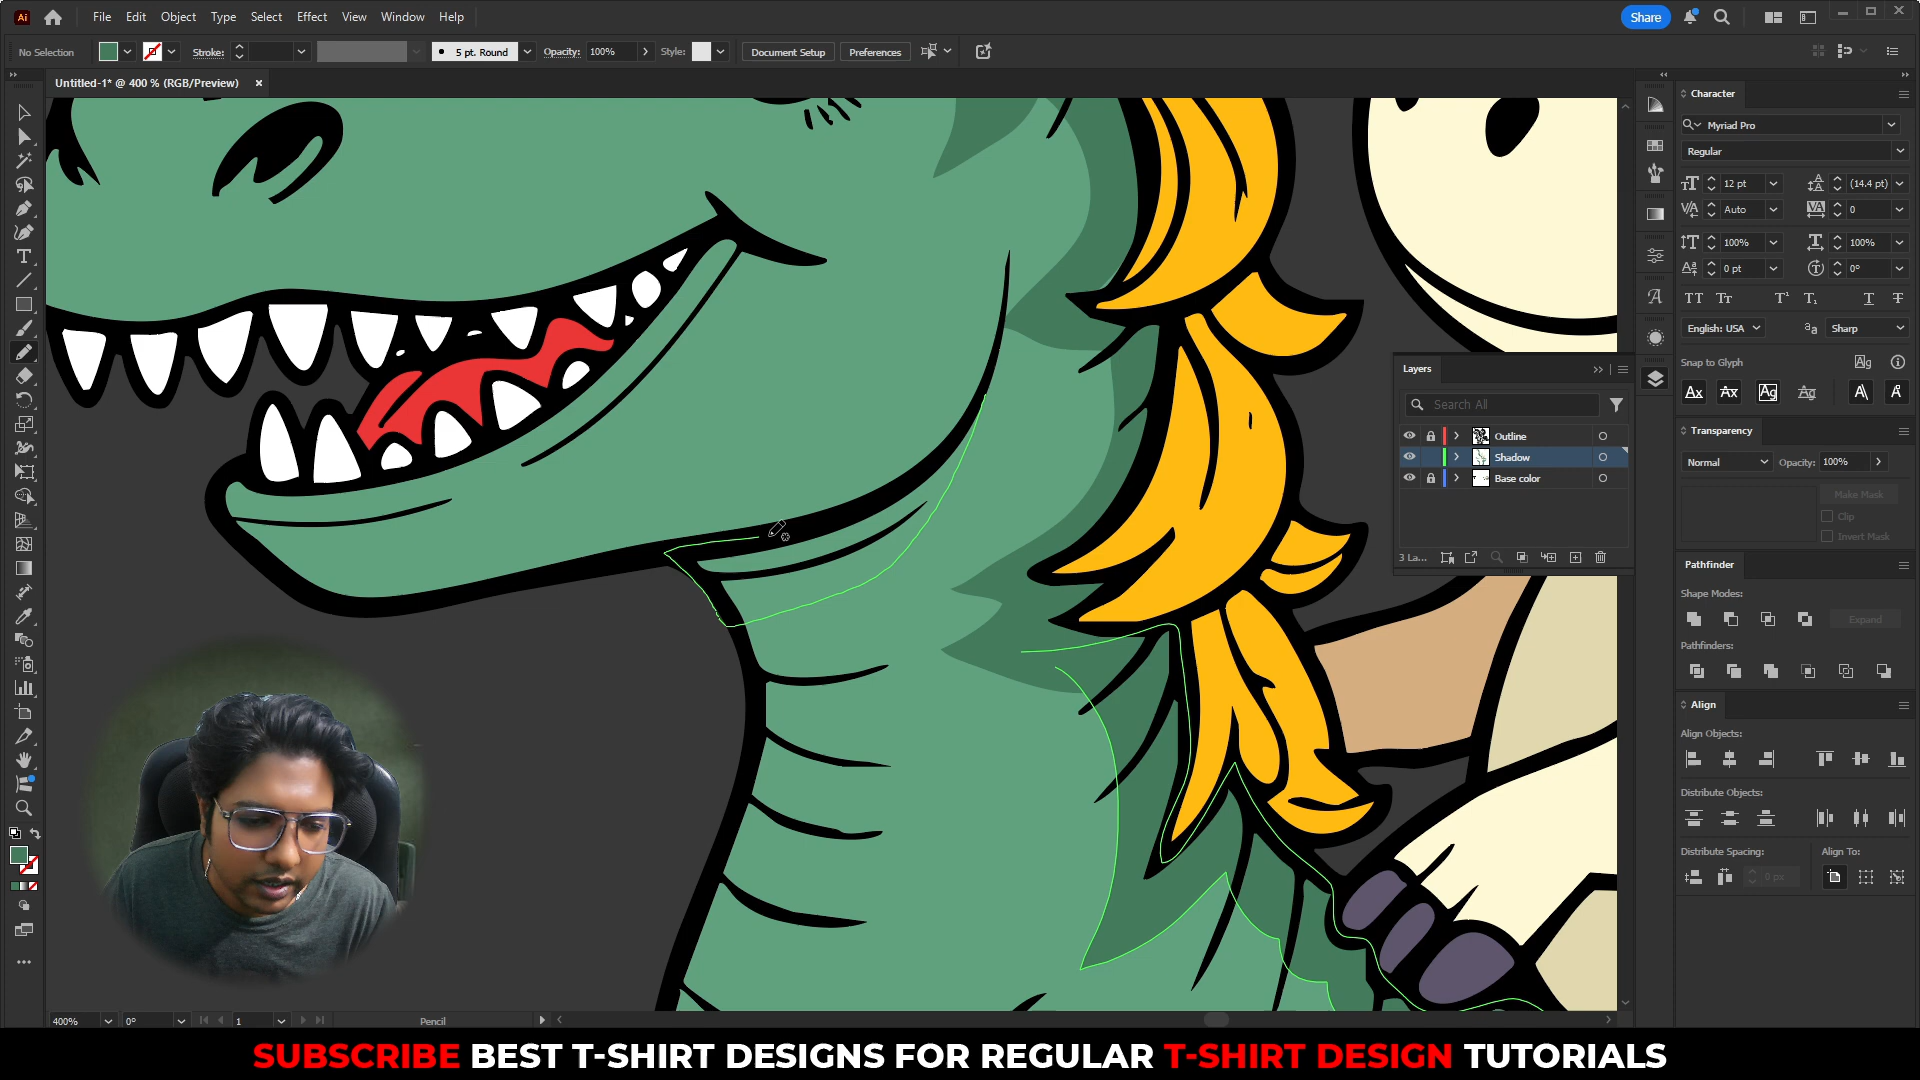 Ai File Edit Object Type Select Effect View Window Help Share
No Selection Stroke: 5 pt. Round Opacity: 100% Style: Document Setup Preferences
Untitled-1* @ 400 % (RGB/Preview) ×
Character
Myriad Pro
Regular
12 pt (14.4 pt)
Auto 0
100% 100%
0 pt 0°
English: USA Sharp
Snap to Glyph
Transparency
Normal Opacity: 100%
Make Mask
Clip
Invert Mask
Pathfinder
Shape Modes:
Expand
Pathfinders:
Align
Align Objects:
Distribute Objects:
Distribute Spacing: Align To:
0 px
Layers
Search All
Outline
Shadow
Base color
3 La...
400% 0° 1 Pencil
SUBSCRIBE BEST T-SHIRT DESIGNS FOR REGULAR T-SHIRT DESIGN TUTORIALS